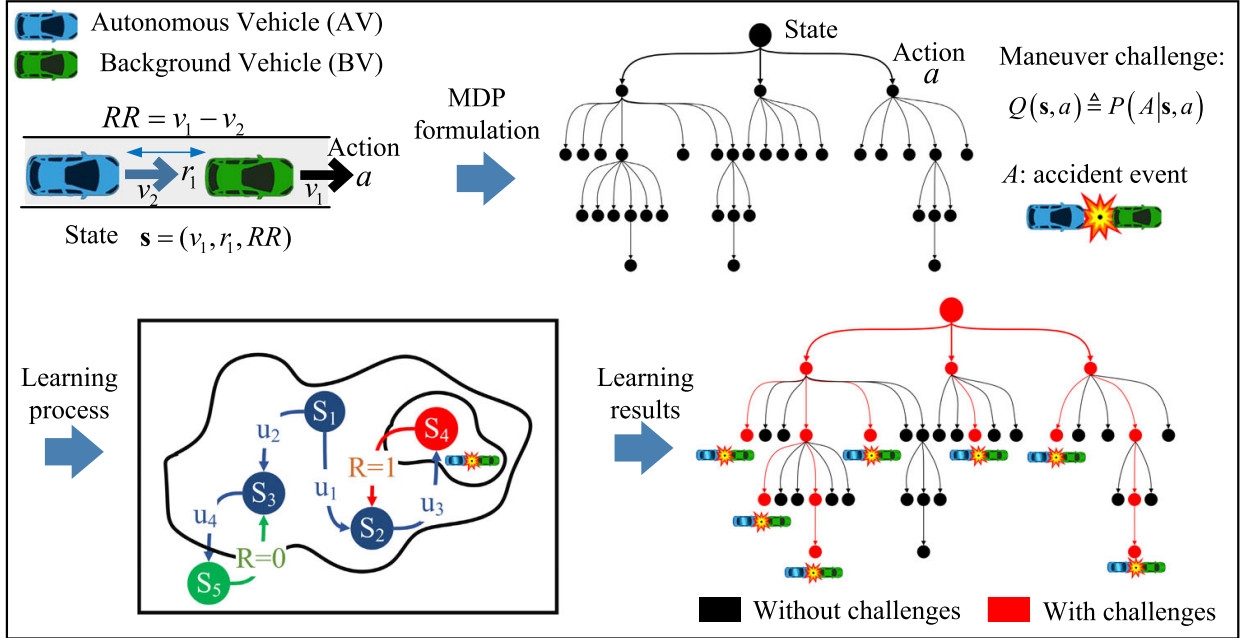 Autonomous Vehicle (AV)
Background Vehicle (BV)
RR = v₁ − v₂
v₂
r₁
v₁
Action
a
State s = (v₁, r₁, RR)
MDP
formulation
State
Action
a
Maneuver challenge:
Q(s, a) ≜ P(A|s, a)
A: accident event
Learning
process
S₁
u₂
S₄
R=1
u₁
u₃
S₃
u₄
S₂
R=0
S₅
Learning
results
Without challenges
With challenges